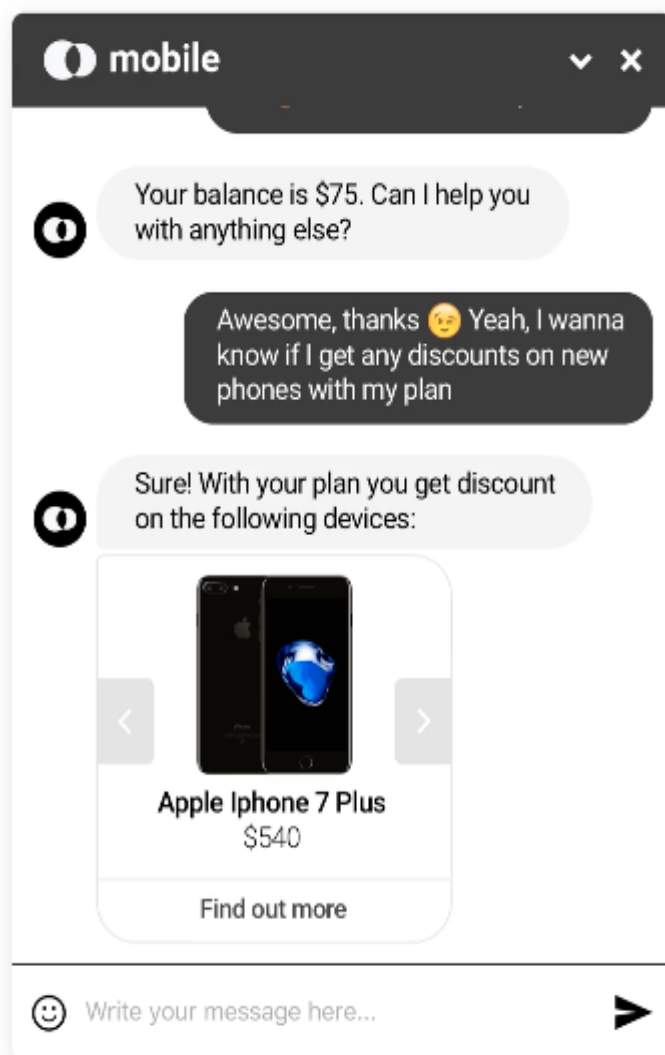 mobile
Your balance is $75. Can I help you
with anything else?
Awesome, thanks 😉 Yeah, I wanna
know if I get any discounts on new
phones with my plan
Sure! With your plan you get discount
on the following devices:
Apple Iphone 7 Plus
$540
Find out more
Write your message here...